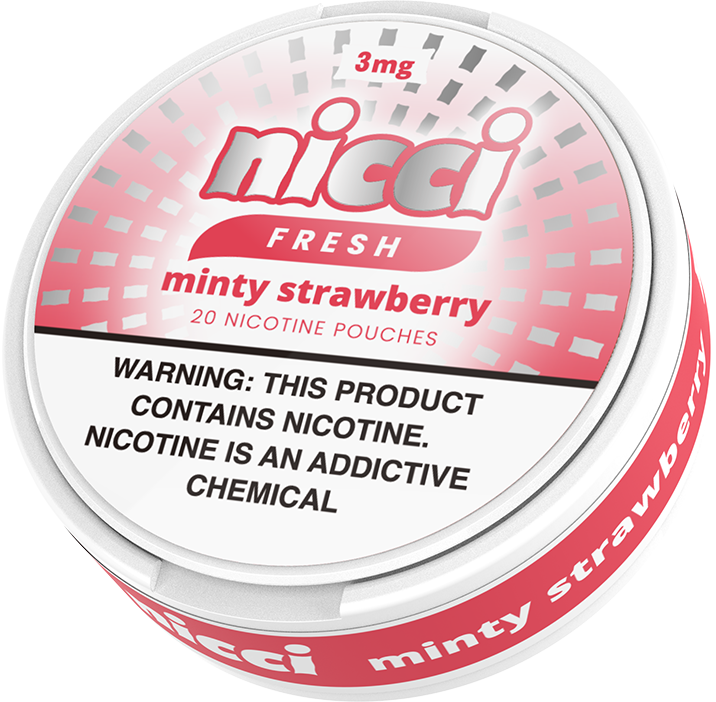 3mg
nicci
FRESH
minty strawberry
20 NICOTINE POUCHES
WARNING: THIS PRODUCT
CONTAINS NICOTINE.
NICOTINE IS AN ADDICTIVE
CHEMICAL
nicci minty strawberry